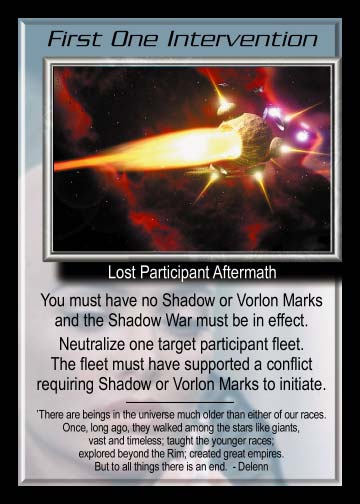 First One Intervention
Lost Participant Aftermath
You must have no Shadow or Vorlon Marks
and the Shadow War must be in effect.
Neutralize one target participant fleet.
The fleet must have supported a conflict
requiring Shadow or Vorlon Marks to initiate.
'There are beings in the universe much older than either of our races.
Once, long ago, they walked among the stars like giants,
vast and timeless; taught the younger races;
explored beyond the Rim; created great empires.
But to all things there is an end. - Delenn